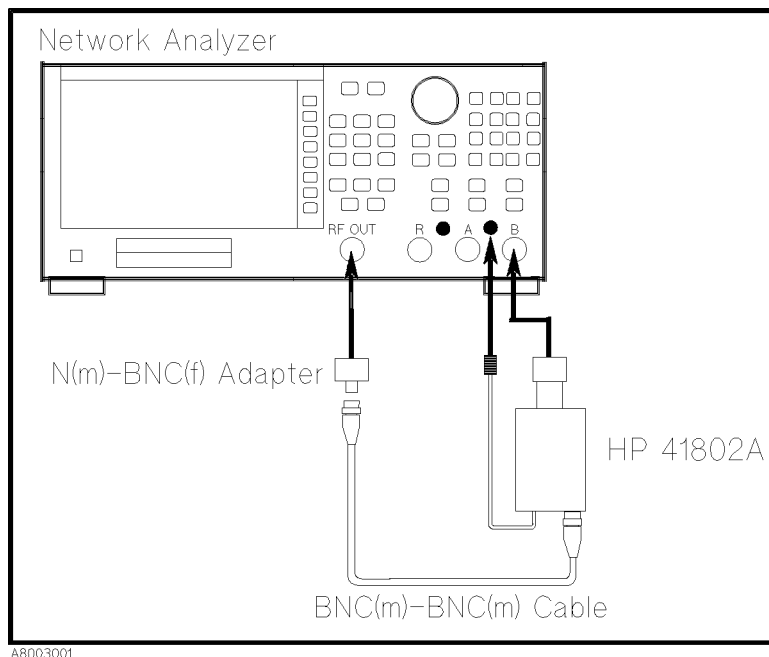 Network Analyzer
RF OUT R A B
N(m)-BNC(f) Adapter
HP 41802A
BNC(m)-BNC(m) Cable
A8003001